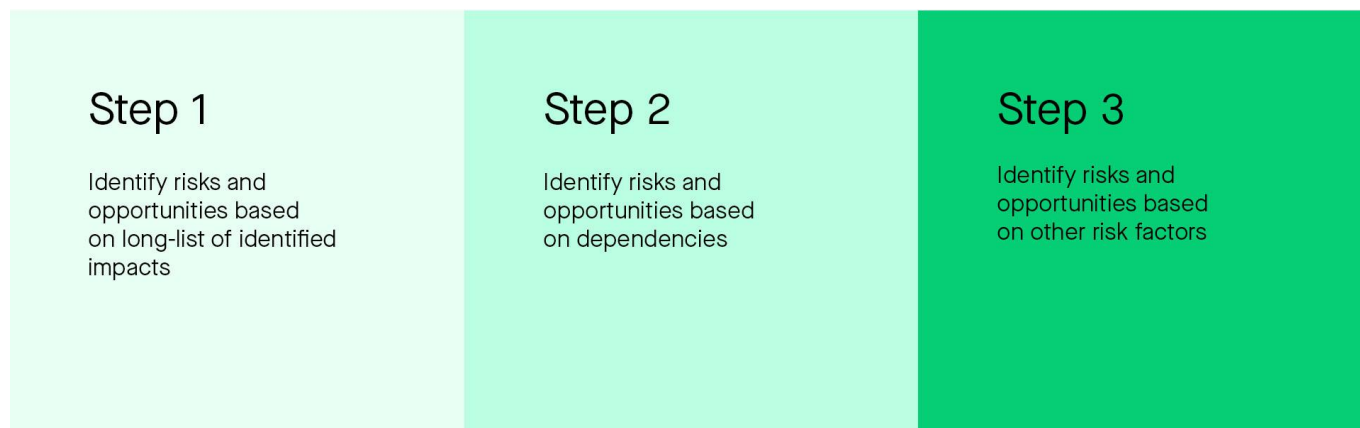 Step 1
Identify risks and
opportunities based
on long-list of identified
impacts
Step 2
Identify risks and
opportunities based
on dependencies
Step 3
Identify risks and
opportunities based
on other risk factors